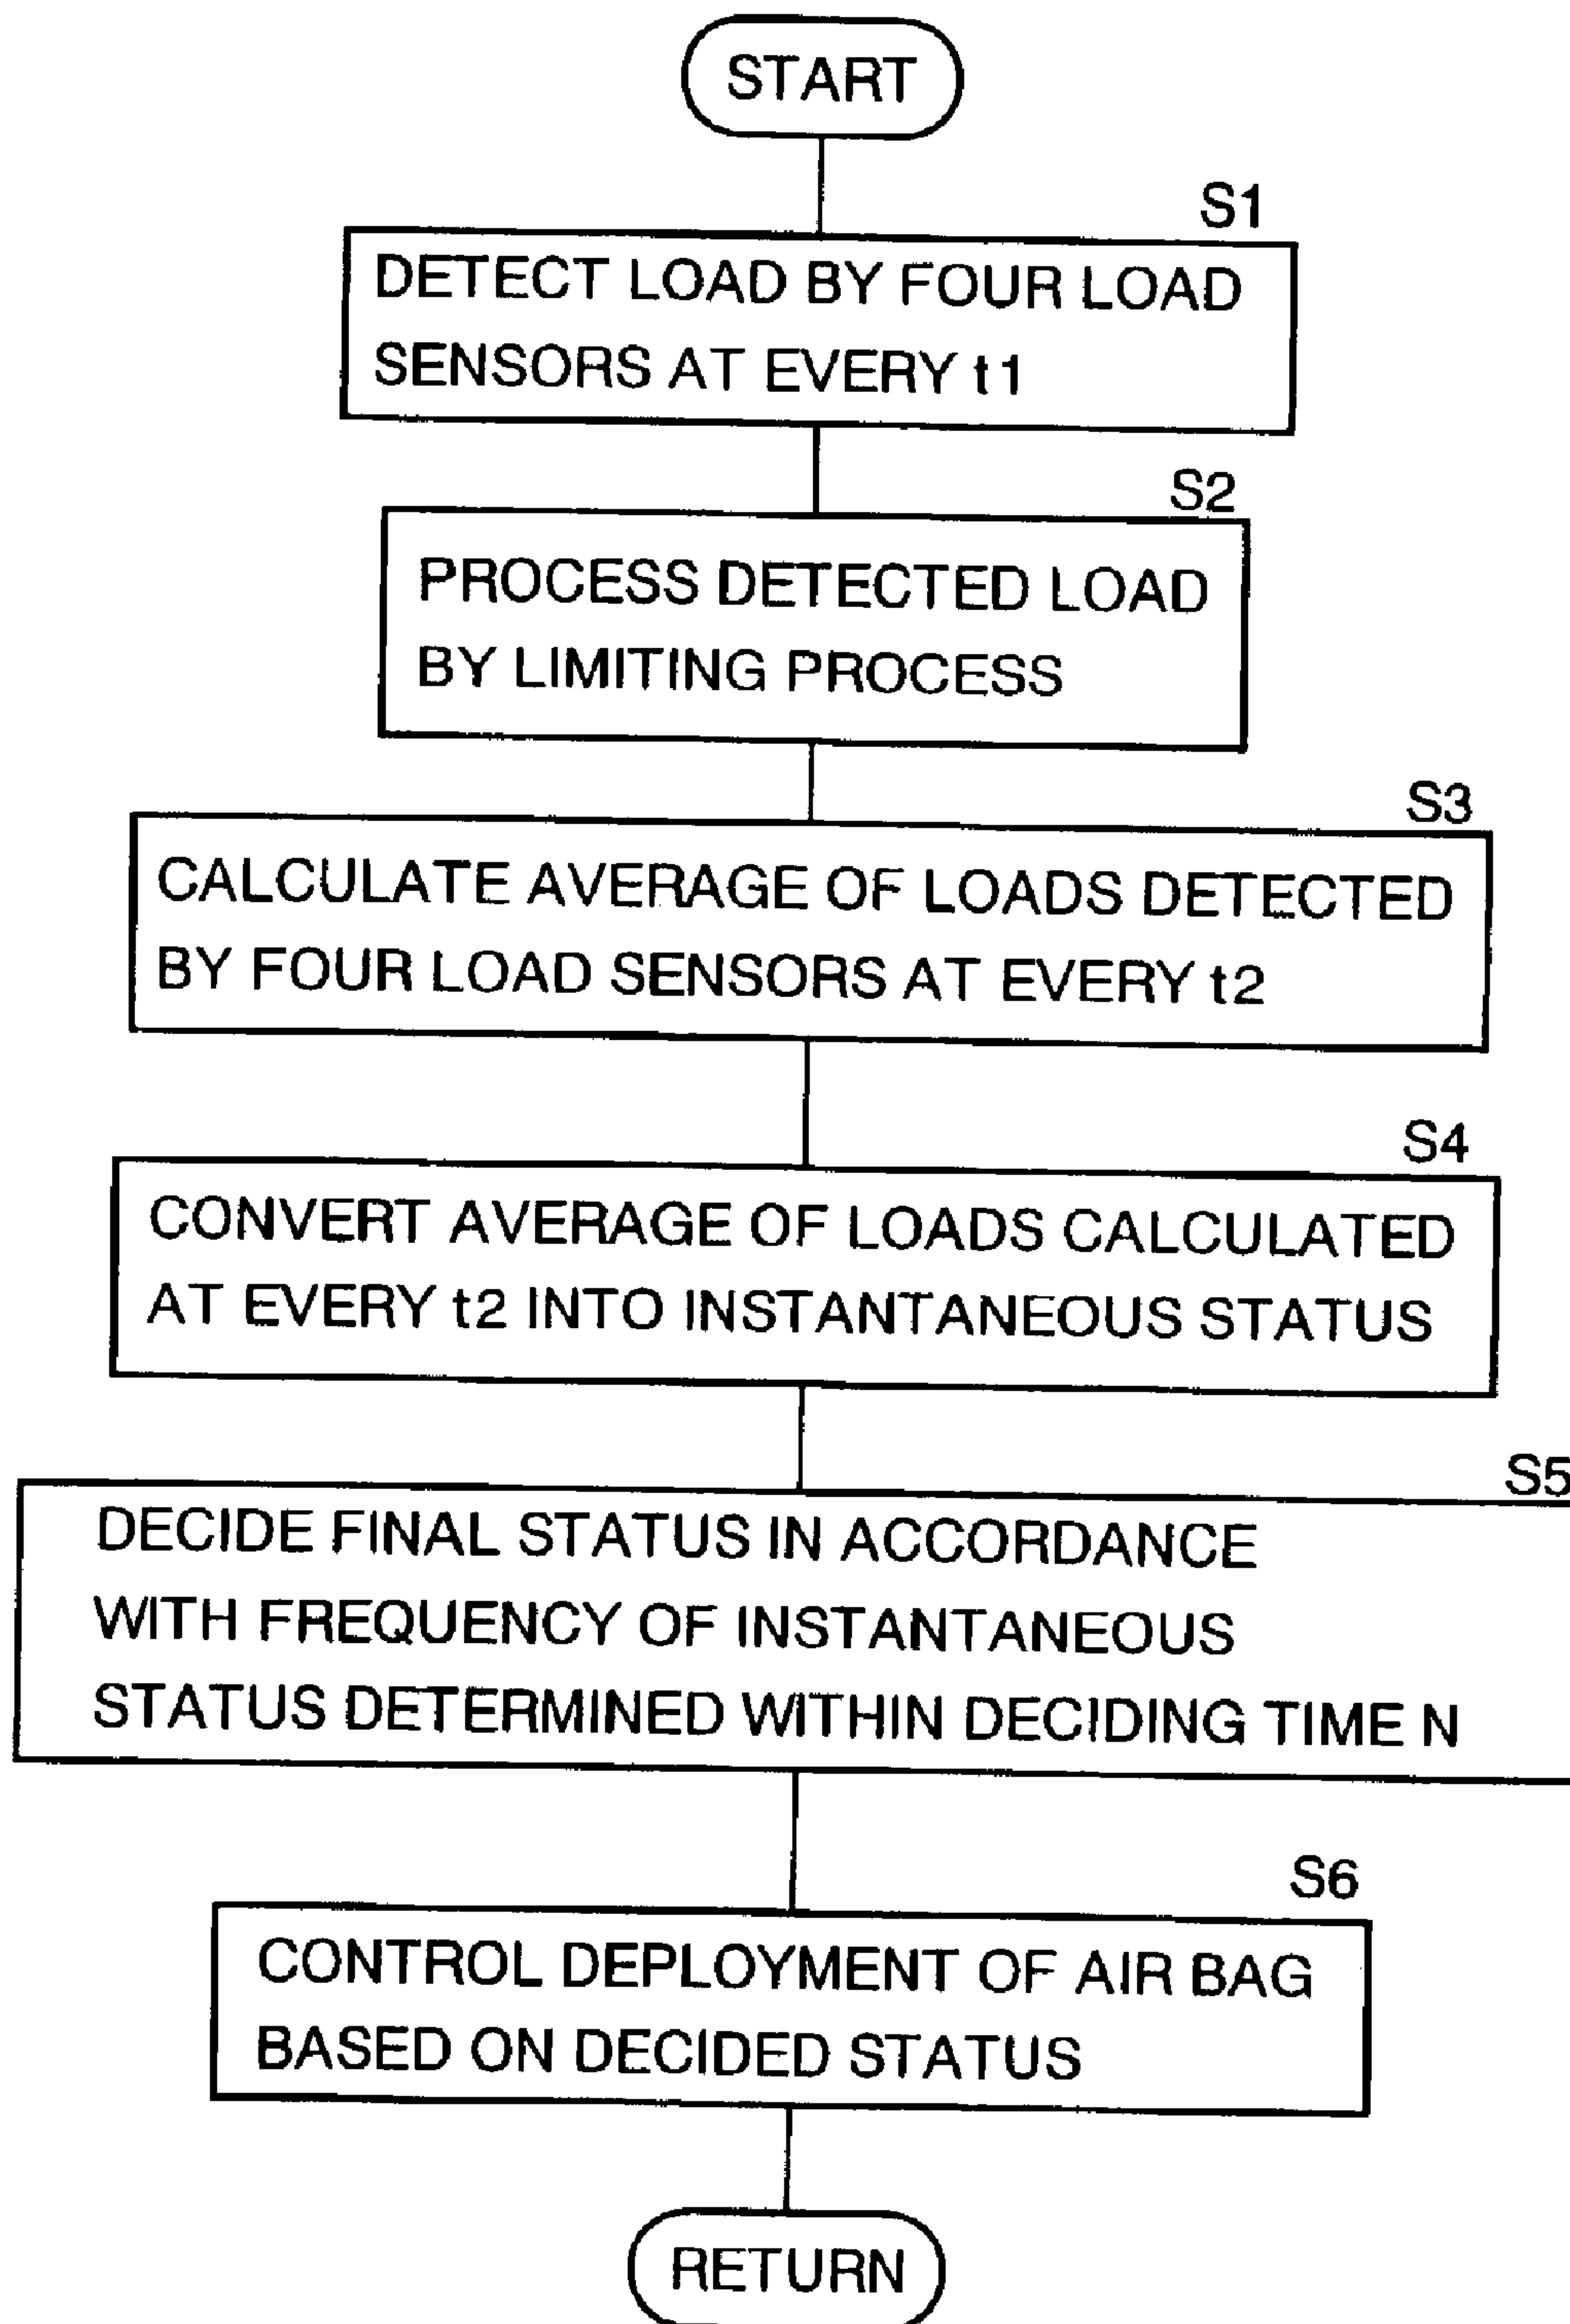 START
S1
DETECT LOAD BY FOUR LOAD
SENSORS AT EVERY t1
S2
PROCESS DETECTED LOAD
BY LIMITING PROCESS
S3
CALCULATE AVERAGE OF LOADS DETECTED
BY FOUR LOAD SENSORS AT EVERY t2
S4
CONVERT AVERAGE OF LOADS CALCULATED
AT EVERY t2 INTO INSTANTANEOUS STATUS
S5
DECIDE FINAL STATUS IN ACCORDANCE
WITH FREQUENCY OF INSTANTANEOUS
STATUS DETERMINED WITHIN DECIDING TIME N
S6
CONTROL DEPLOYMENT OF AIR BAG
BASED ON DECIDED STATUS
RETURN